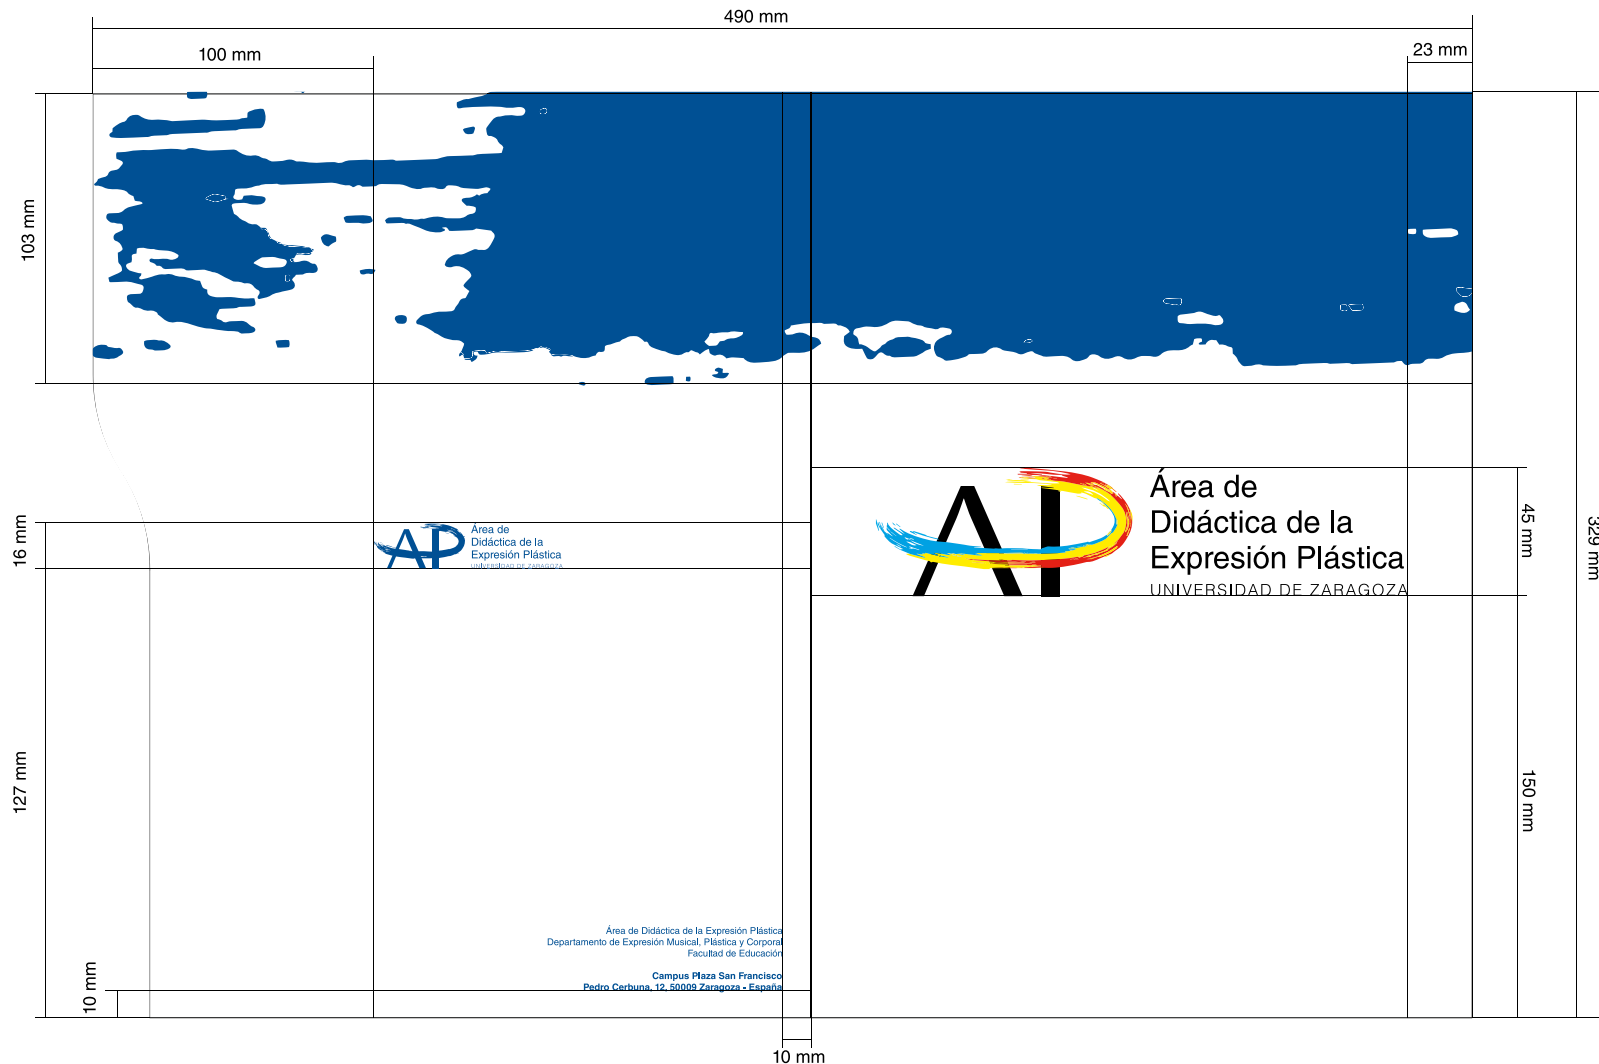 490 mm
100 mm
23 mm
103 mm
16 mm
127 mm
10 mm
Área de
Didáctica de la
Expresión Plástica
UNIVERSIDAD DE ZARAGOZA
AP
Área de
Didáctica de la
Expresión Plástica
UNIVERSIDAD DE ZARAGOZA
AP
45 mm
329 mm
150 mm
Área de Didáctica de la Expresión Plástica
Departamento de Expresión Musical, Plástica y Corporal
Facultad de Educación
Campus Plaza San Francisco
Pedro Cerbuna, 12, 50009 Zaragoza - España
10 mm